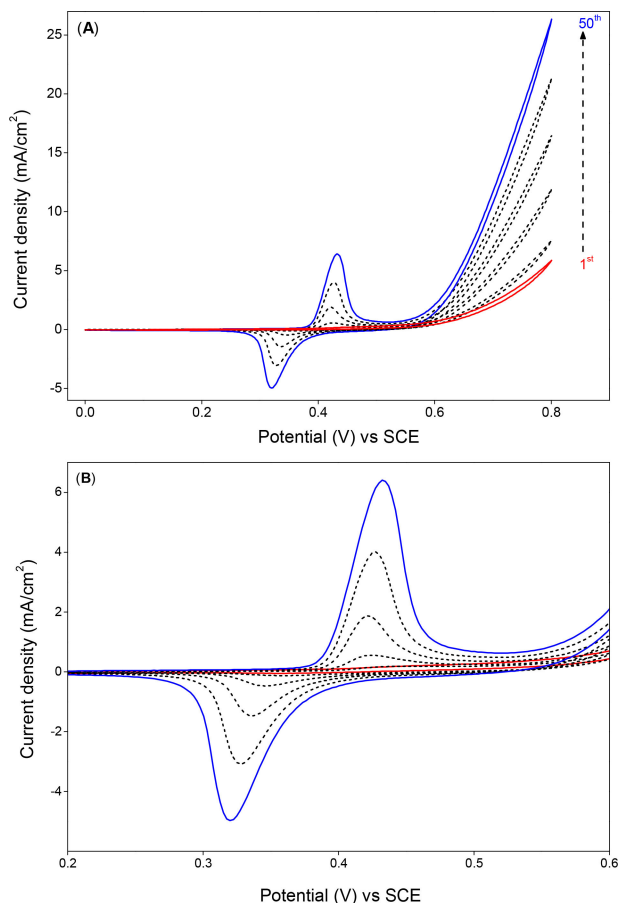 (A)
50th
25
20
15
10
5
0
-5
1st
Current density (mA/cm²)
0.0 0.2 0.4 0.6 0.8
Potential (V) vs SCE
(B)
6
4
2
0
-2
-4
Current density (mA/cm²)
0.2 0.3 0.4 0.5 0.6
Potential (V) vs SCE